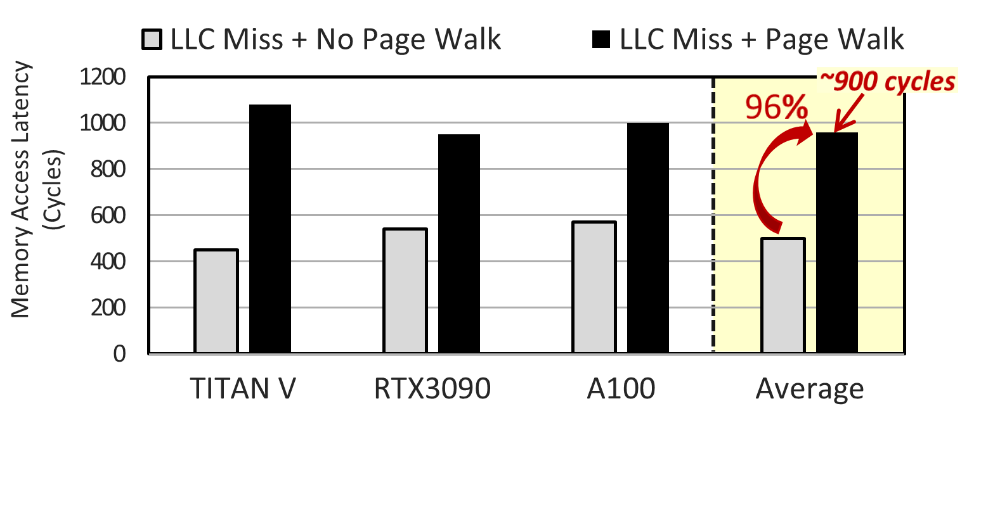 LLC Miss + No Page Walk
LLC Miss + Page Walk
Memory Access Latency
(Cycles)
1200
1000
800
600
400
200
0
~900 cycles
96%
TITAN V
RTX3090
A100
Average